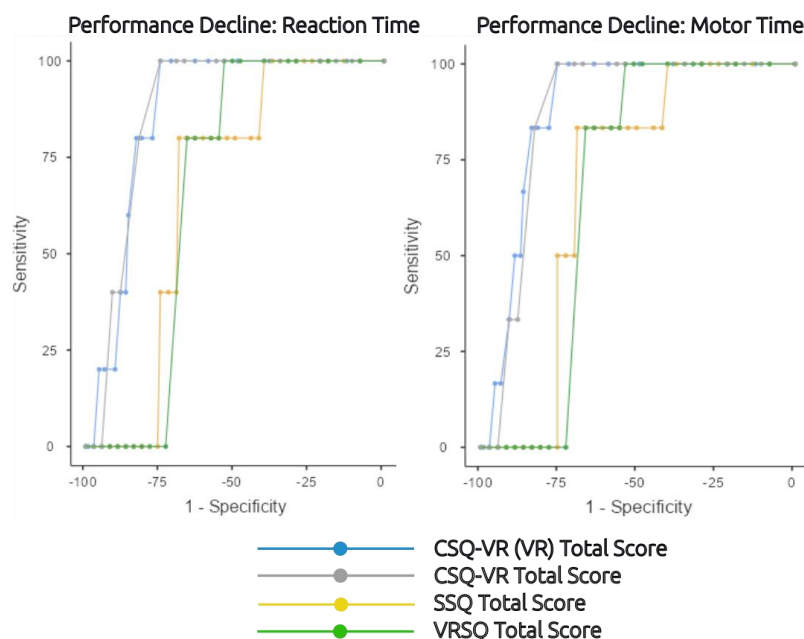 Performance Decline: Reaction Time
Performance Decline: Motor Time
100
75
50
25
0
Sensitivity
-100
-75
-50
-25
0
1 - Specificity
100
75
50
25
0
Sensitivity
-100
-75
-50
-25
0
1 - Specificity
CSQ-VR (VR) Total Score
CSQ-VR Total Score
SSQ Total Score
VRSQ Total Score